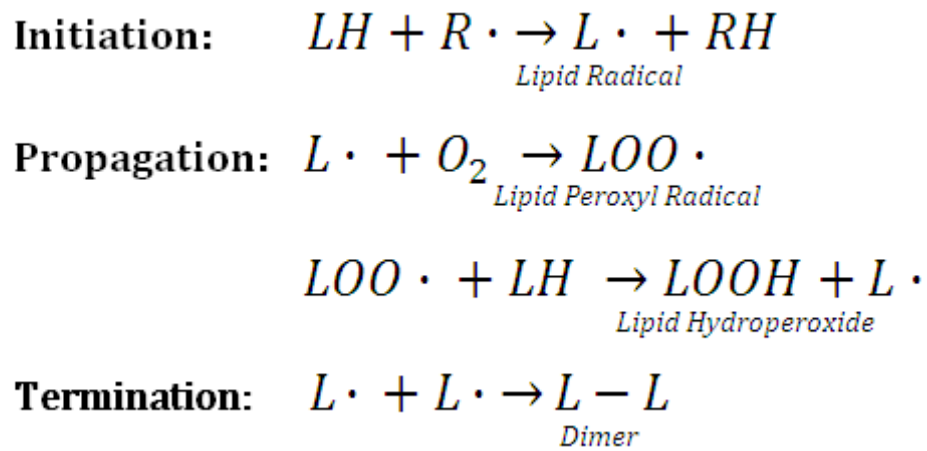 Initiation: LH + R · → L · + RH
Lipid Radical
Propagation: L · + O₂ → LOO ·
Lipid Peroxyl Radical
LOO · + LH → LOOH + L ·
Lipid Hydroperoxide
Termination: L · + L · → L − L
Dimer